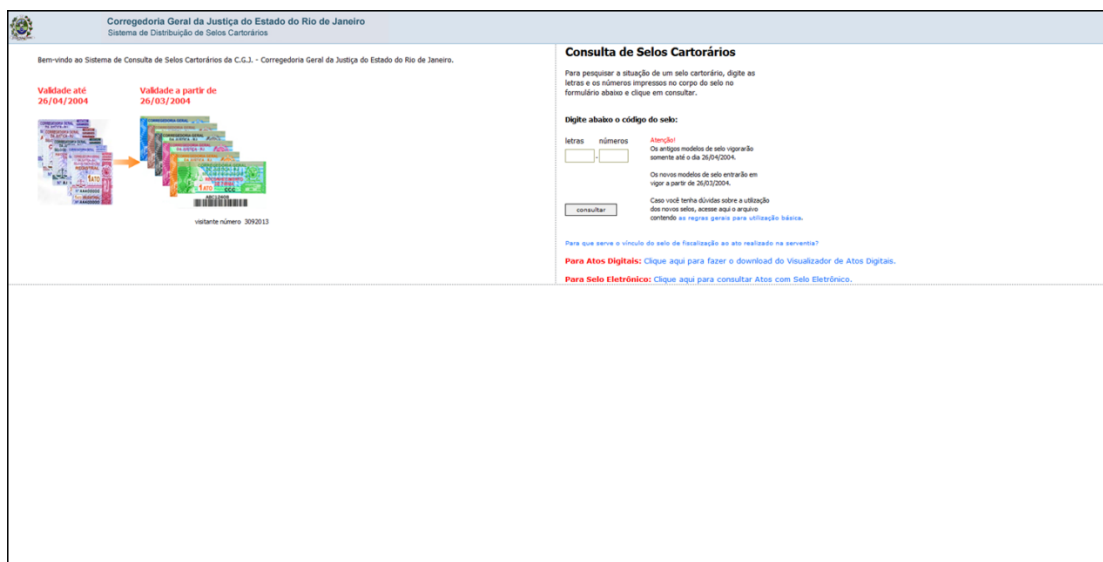 Corregedoria Geral da Justiça do Estado do Rio de Janeiro
Sistema de Distribuição de Selos Cartorários
Bem-vindo ao Sistema de Consulta de Selos Cartorários da C.G.J. - Corregedoria Geral da Justiça do Estado do Rio de Janeiro.
Validade até
26/04/2004
Validade a partir de
26/03/2004
1 ATO
1 ATO
CCC
visitante número 3092013
Consulta de Selos Cartorários
Para pesquisar a situação de um selo cartorário, digite as
letras e os números impressos no corpo do selo no
formulário abaixo e clique em consultar.
Digite abaixo o código do selo:
letras números
-
Atenção!
Os antigos modelos de selo vigorarão
somente até o dia 26/04/2004.
Os novos modelos de selo entrarão em
vigor a partir de 26/03/2004.
consultar
Caso você tenha dúvidas sobre a utilização
dos novos selos, acesse aqui o arquivo
contendo as regras gerais para utilização básica.
Para que serve o vínculo do selo de fiscalização ao ato realizado na serventia?
Para Atos Digitais: Clique aqui para fazer o download do Visualizador de Atos Digitais.
Para Selo Eletrônico: Clique aqui para consultar Atos com Selo Eletrônico.